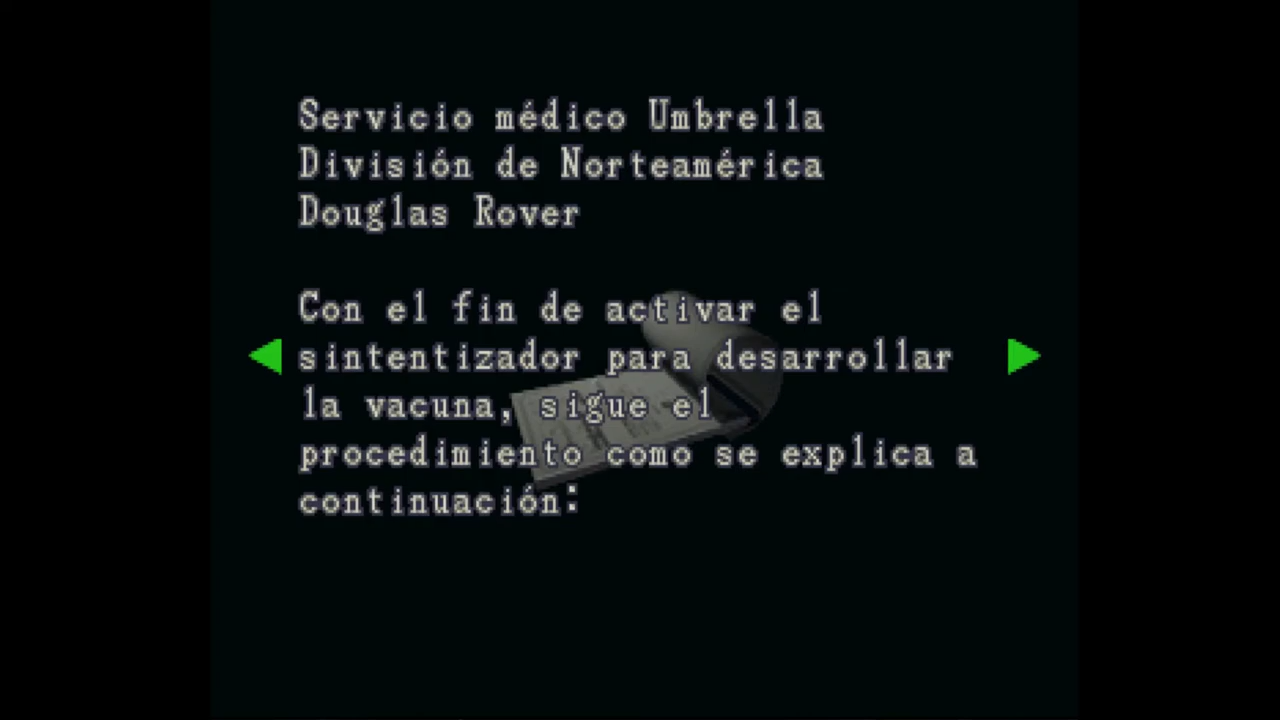 Servicio médico Umbrella
División de Norteamérica
Douglas Rover
Con el fin de activar el
sintentizador para desarrollar
la vacuna, sigue el
procedimiento como se explica a
continuación: